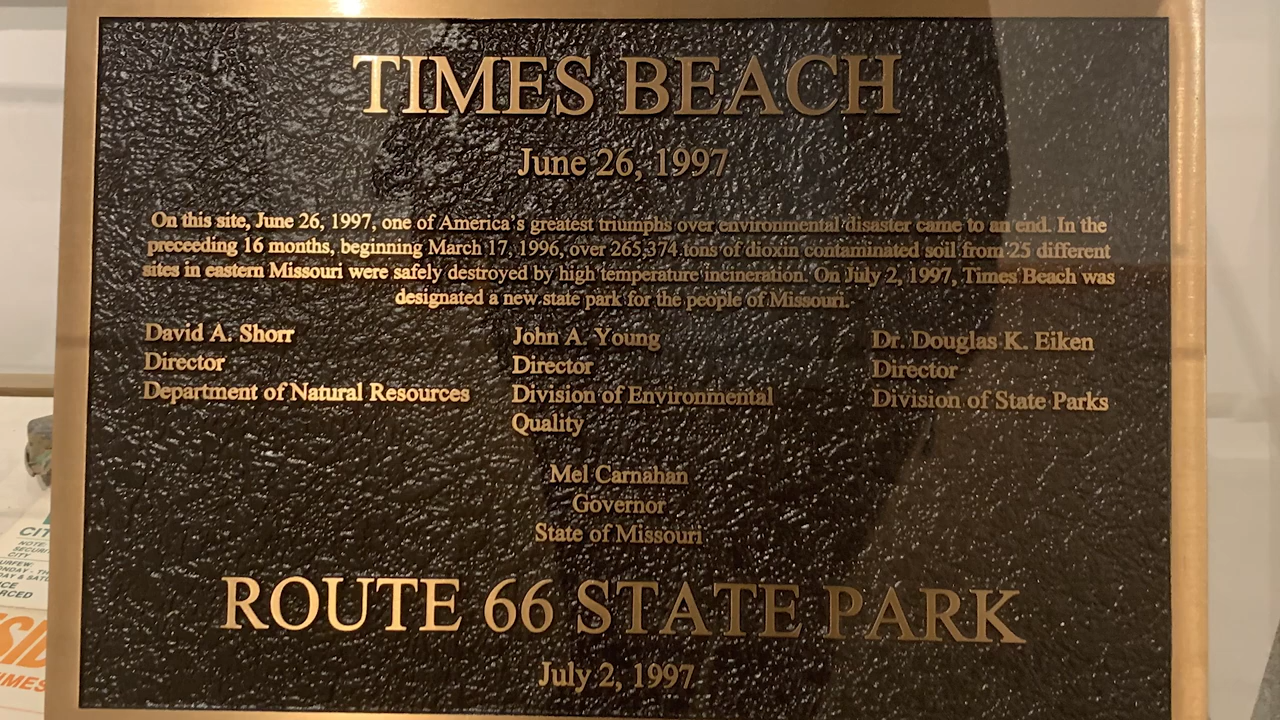 TIMES BEACH
June 26, 1997
On this site, June 26, 1997, one of America's greatest triumphs over environmental disaster came to an end. In the
preceeding 16 months, beginning March 17, 1996, over 265,374 tons of dioxin contaminated soil from 25 different
sites in eastern Missouri were safely destroyed by high temperature incineration. On July 2, 1997, Times Beach was
designated a new state park for the people of Missouri.
David A. Shorr
Director
Department of Natural Resources
John A. Young
Director
Division of Environmental
Quality
Dr. Douglas K. Eiken
Director
Division of State Parks
Mel Carnahan
Governor
State of Missouri
ROUTE 66 STATE PARK
July 2, 1997
CIT
NOTE:
SECURI
CITY